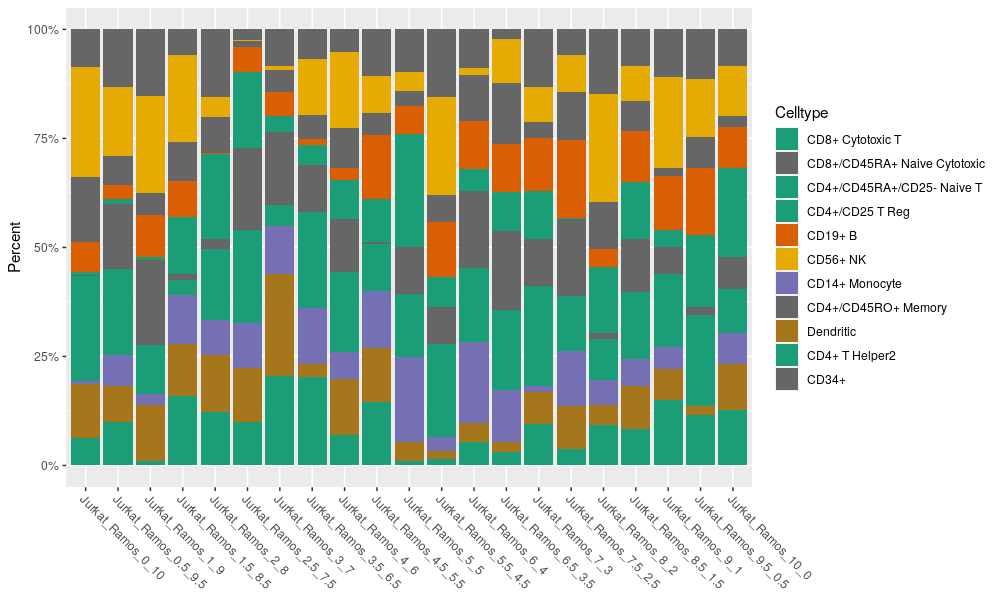 100%
75%
50%
25%
0%
Percent
Jurkat_Ramos_0_10
Jurkat_Ramos_0.5_9.5
Jurkat_Ramos_1_9
Jurkat_Ramos_1.5_8.5
Jurkat_Ramos_2_8
Jurkat_Ramos_2.5_7.5
Jurkat_Ramos_3_7
Jurkat_Ramos_3.5_6.5
Jurkat_Ramos_4_6
Jurkat_Ramos_4.5_5.5
Jurkat_Ramos_5_5
Jurkat_Ramos_5.5_4.5
Jurkat_Ramos_6_4
Jurkat_Ramos_6.5_3.5
Jurkat_Ramos_7_3
Jurkat_Ramos_7.5_2.5
Jurkat_Ramos_8_2
Jurkat_Ramos_8.5_1.5
Jurkat_Ramos_9_1
Jurkat_Ramos_9.5_0.5
Jurkat_Ramos_10_0
Celltype
CD8+ Cytotoxic T
CD8+/CD45RA+ Naive Cytotoxic
CD4+/CD45RA+/CD25- Naive T
CD4+/CD25 T Reg
CD19+ B
CD56+ NK
CD14+ Monocyte
CD4+/CD45RO+ Memory
Dendritic
CD4+ T Helper2
CD34+